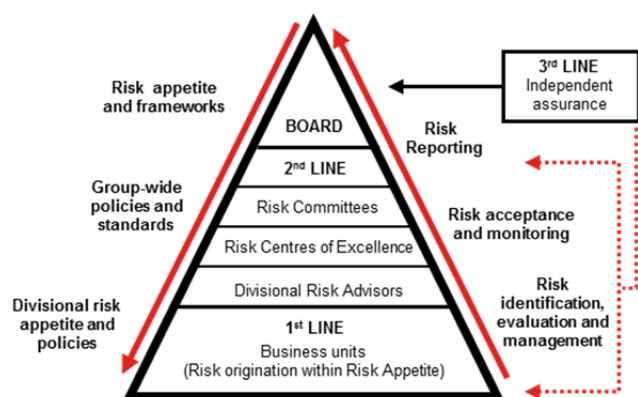 Risk appetite
and frameworks
Group-wide
policies and
standards
Divisional risk
appetite and
policies
BOARD
2nd LINE
Risk Committees
Risk Centres of Excellence
Divisional Risk Advisors
1st LINE
Business units
(Risk origination within Risk Appetite)
Risk
Reporting
Risk acceptance
and monitoring
Risk
identification,
evaluation and
management
3rd LINE
Independent
assurance